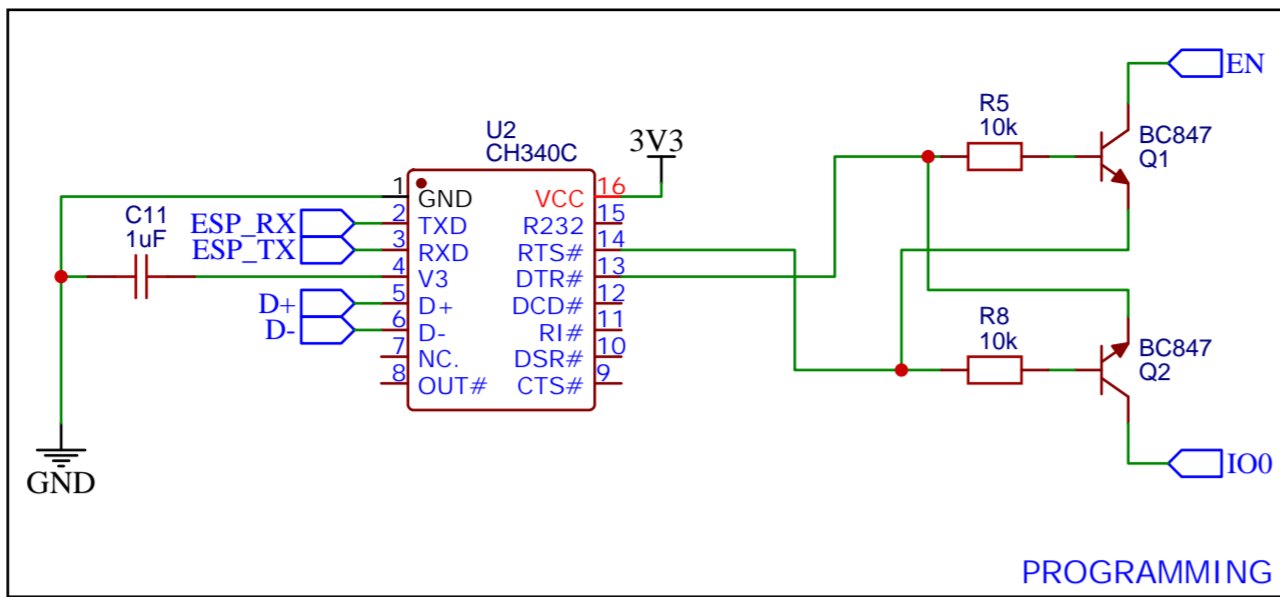 EN
R5
10k
BC847
Q1
U2
CH340C
3V3
1
GND
VCC
16
C11
1uF
ESP_RX
2
TXD
R232
15
ESP_TX
3
RXD
RTS#
14
4
V3
DTR#
13
D+
5
D+
DCD#
12
D-
6
D-
RI#
11
7
NC.
DSR#
10
8
OUT#
CTS#
9
R8
10k
BC847
Q2
IO0
GND
PROGRAMMING